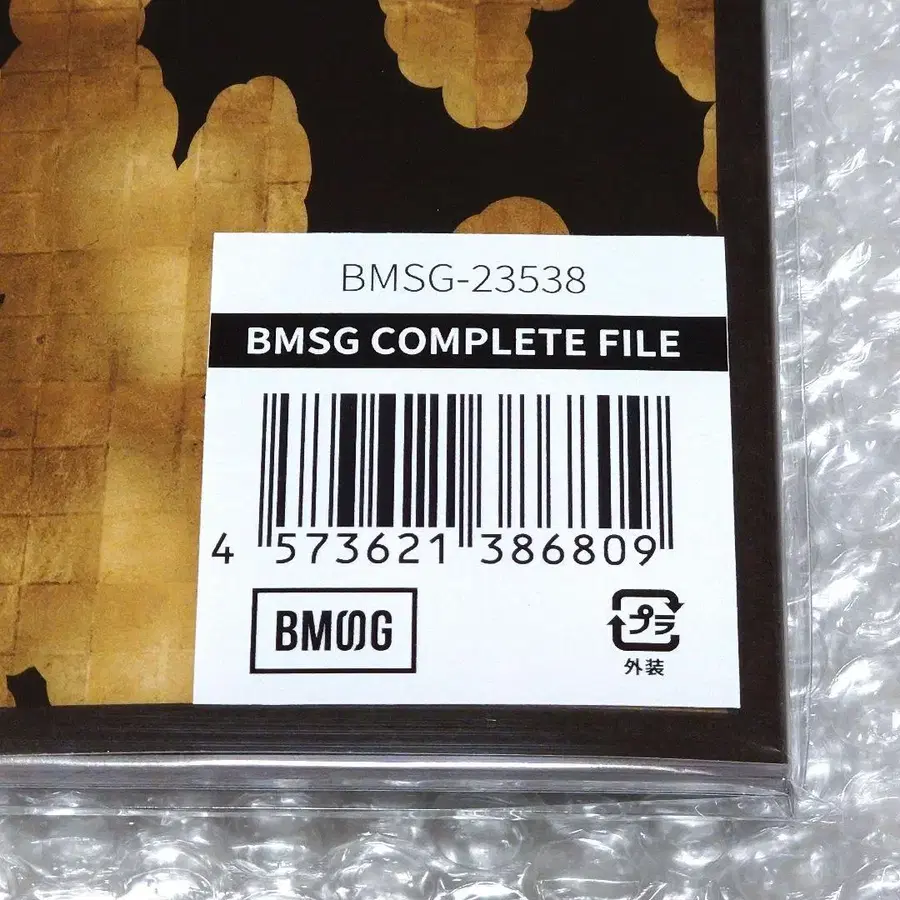 BMSG-23538
BMSG COMPLETE FILE
4 573621 386809
BMSG
プラ
外装